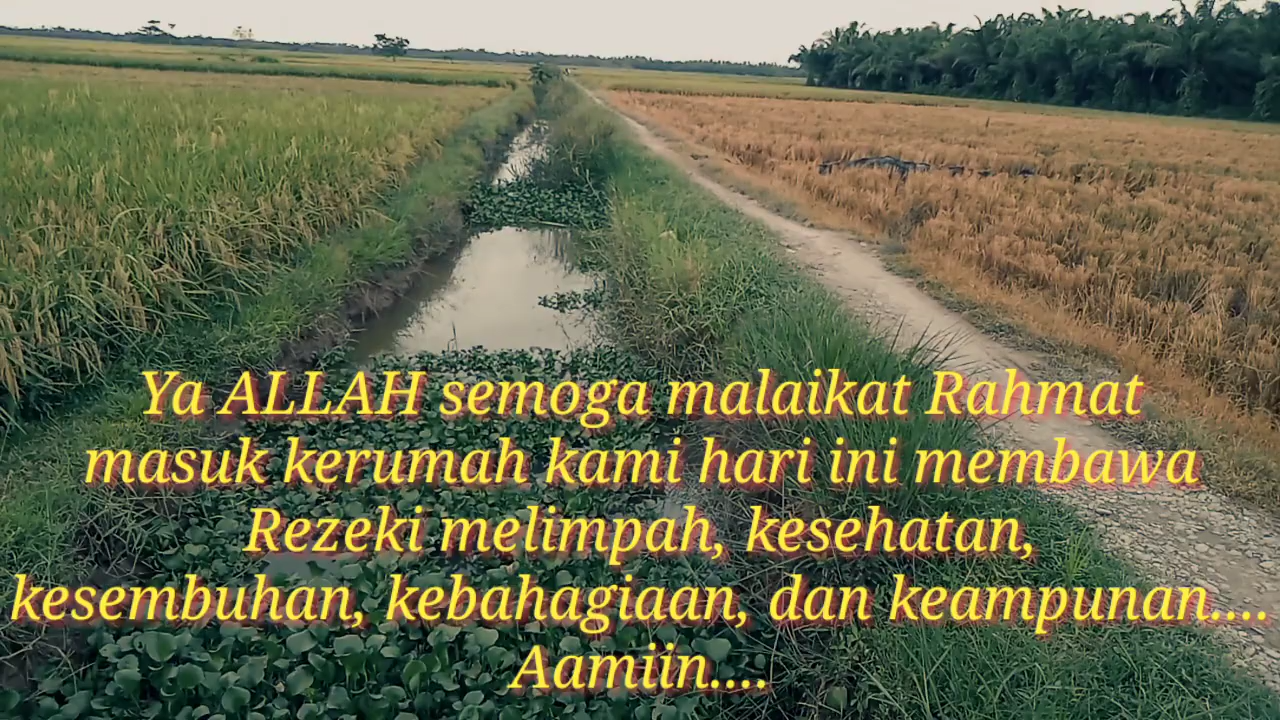 Ya ALLAH semoga malaikat Rahmat
masuk kerumah kami hari ini membawa
Rezeki melimpah, kesehatan,
kesembuhan, kebahagiaan, dan keampunan....
Aamiin....